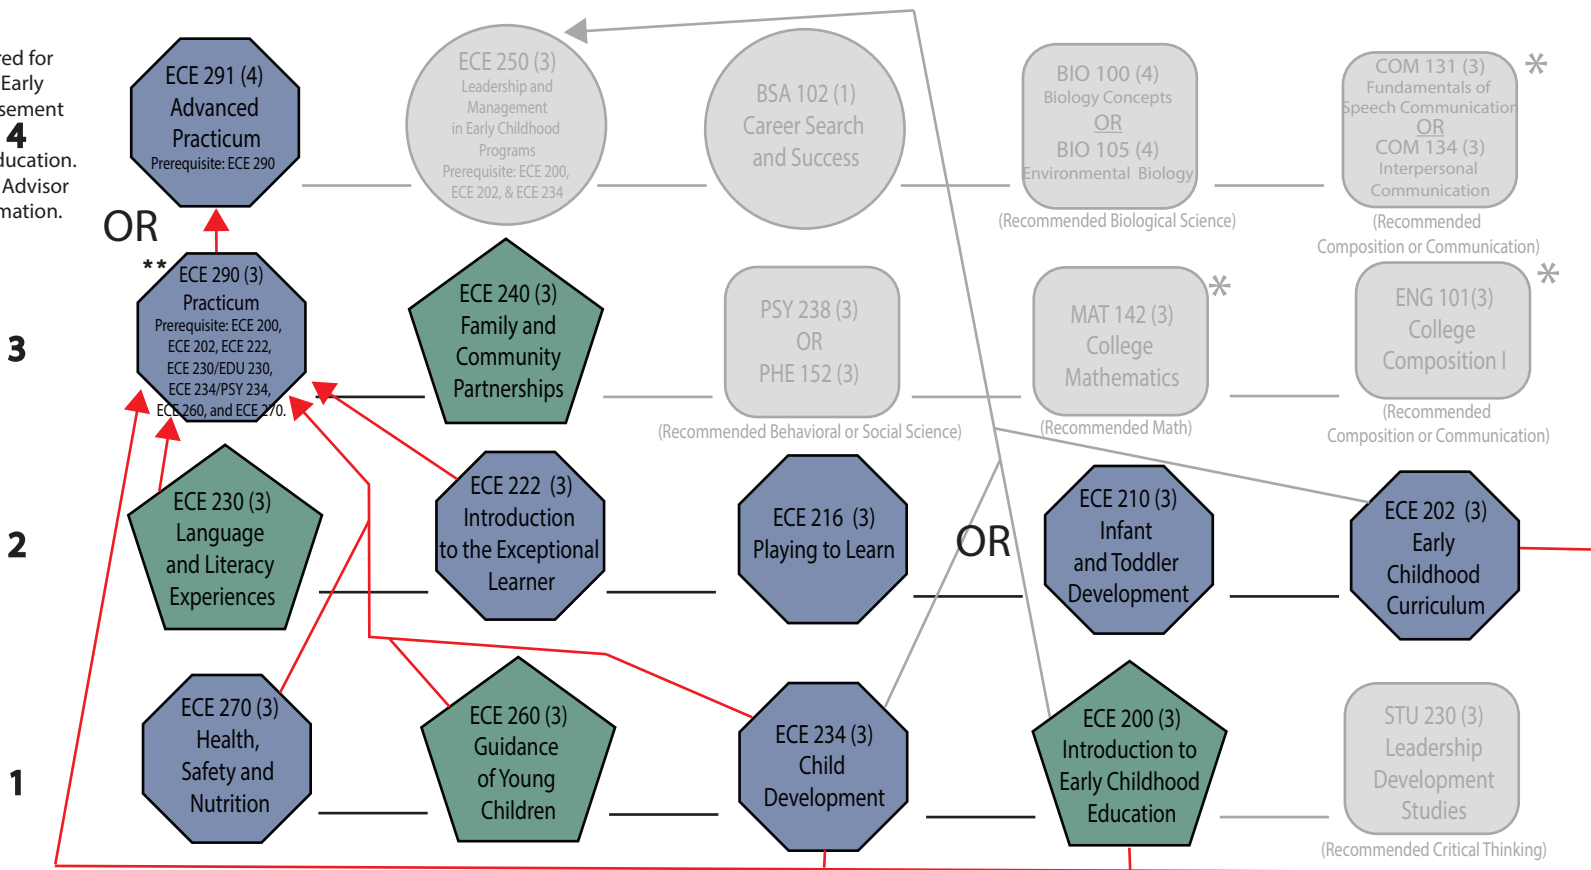 red for
Early
sement
4
ducation.
Advisor
mation.
ECE 291 (4)
Advanced
Practicum
Prerequisite: ECE 290
ECE 250 (3)
Leadership and
Management
in Early Childhood
Programs
Prerequisite: ECE 200,
ECE 202, & ECE 234
BSA 102 (1)
Career Search
and Success
BIO 100 (4)
Biology Concepts
OR
BIO 105 (4)
Environmental Biology
(Recommended Biological Science)
COM 131 (3)
Fundamentals of
Speech Communication
OR
COM 134 (3)
Interpersonal
Communication
*
(Recommended
Composition or Communication)
OR
3
**
ECE 290 (3)
Practicum
Prerequisite: ECE 200,
ECE 202, ECE 222,
ECE 230/EDU 230,
ECE 234/PSY 234,
ECE 260, and ECE 270.
ECE 240 (3)
Family and
Community
Partnerships
PSY 238 (3)
OR
PHE 152 (3)
(Recommended Behavioral or Social Science)
MAT 142 (3)
College
Mathematics
*
(Recommended Math)
ENG 101(3)
College
Composition I
*
(Recommended
Composition or Communication)
2
ECE 230 (3)
Language
and Literacy
Experiences
ECE 222 (3)
Introduction
to the Exceptional
Learner
ECE 216 (3)
Playing to Learn
OR
ECE 210 (3)
Infant
and Toddler
Development
ECE 202 (3)
Early
Childhood
Curriculum
1
ECE 270 (3)
Health,
Safety and
Nutrition
ECE 260 (3)
Guidance
of Young
Children
ECE 234 (3)
Child
Development
ECE 200 (3)
Introduction to
Early Childhood
Education
STU 230 (3)
Leadership
Development
Studies
(Recommended Critical Thinking)